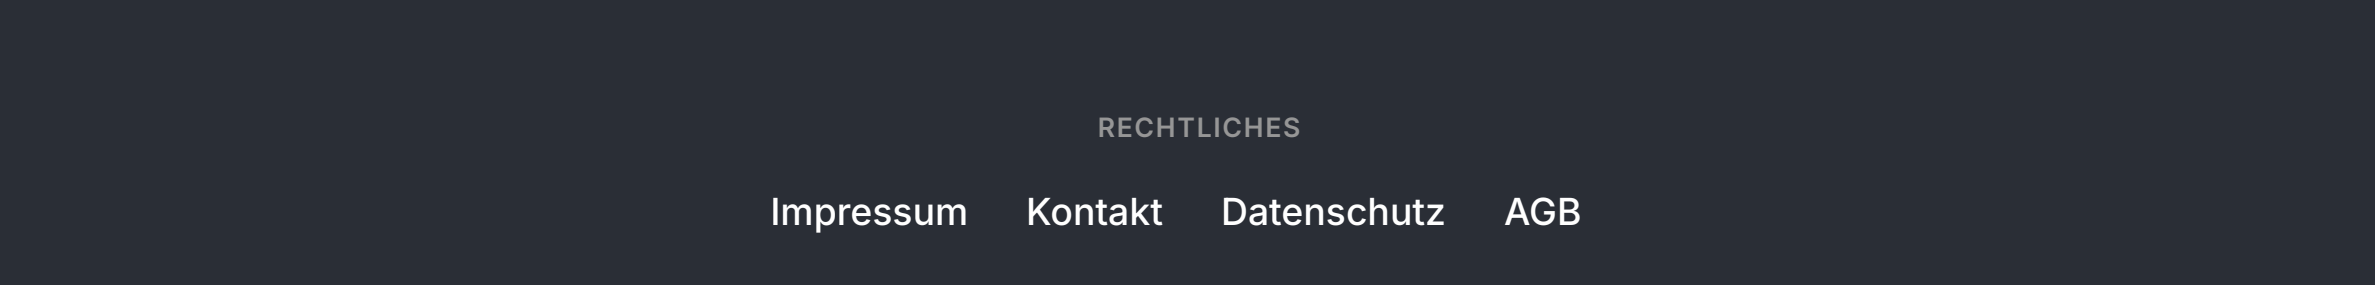 RECHTLICHES
Impressum Kontakt Datenschutz AGB